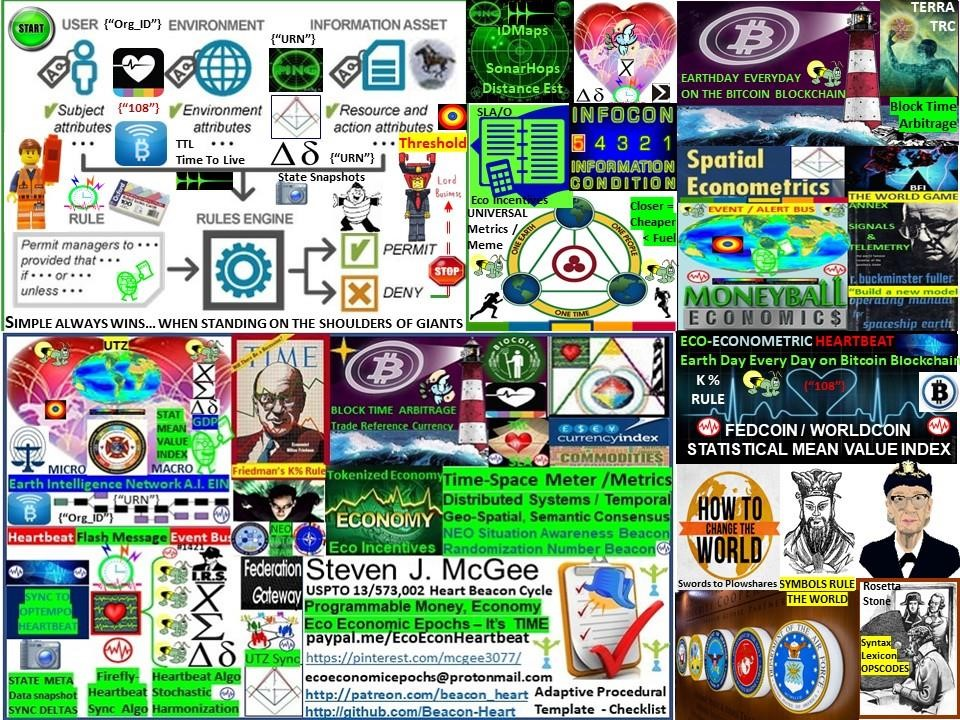 START
USER {"Org_ID"} ENVIRONMENT
INFORMATION ASSET
{"URN"}
Subject
attributes
{"108"}
Environment
attributes
Resource and
action attributes
TTL
Time To Live
{"URN"}
Threshold
State Snapshots
Lord
Business
RULE
RULES ENGINE
Permit managers to
provided that
if or
unless
PERMIT
DENY
STOP
SIMPLE ALWAYS WINS... WHEN STANDING ON THE SHOULDERS OF GIANTS
IDMaps
SonarHops
Distance Est
Δδ
SLA/O
Eco Incentives
INFOCON
5 4 3 2 1
INFORMATION
CONDITION
UNIVERSAL
Metrics /
Meme
Closer =
Cheaper
< Fuel
ONE EARTH
ONE PEOPLE
ONE TIME
EARTHDAY EVERYDAY
ON THE BITCOIN BLOCKCHAIN
TERRA
TRC
Block Time
Arbitrage
Spatial
Econometrics
BFI
THE WORLD GAME
EVENT / ALERT BUS
ANNEX
SIGNALS
&
TELEMETRY
r. buckminster fuller
"Build a new model
operating manual
for
spaceship earth
MONEYBALL
ECONOMICS
ECO-ECONOMETRIC HEARTBEAT
Earth Day Every Day on Bitcoin Blockchain
K %
RULE
{"108"}
FEDCOIN / WORLDCOIN
STATISTICAL MEAN VALUE INDEX
UTZ
Δδ
GDP
STAT
MEAN
VALUE
INDEX
MICRO
MACRO
Earth Intelligence Network A.I. EIN
{"URN"}
{"Org_ID"}
Heartbeat Flash Message Event Bus
TIME
Friedman's K% Rule
NEO
BIOCOIN
BLOCK TIME ARBITRAGE
Trade Reference Currency
currencyindex
COMMODITIES
Tokenized Economy
ECONOMY
Eco Incentives
Time-Space Meter /Metrics
Distributed Systems / Temporal
Geo-Spatial, Semantic Consensus
NEO Situation Awareness Beacon
Randomization Number Beacon
SYNC TO
OPTEMPO
HEARTBEAT
STATE META
Data snapshot
SYNC DELTAS
Firefly-
Heartbeat
Sync Algo
I.R.S.
Δδ
Heartbeat Algo
Stochastic
Harmonization
Federation
Gateway
UTZ Sync
Steven J. McGee
USPTO 13/573,002 Heart Beacon Cycle
Programmable Money, Economy
Eco Economic Epochs – It's TIME
paypal.me/EcoEconHeartbeat
https://pinterest.com/mcgee3077/
ecoeconomicepochs@protonmail.com
http://patreon.com/beacon_heart
http://github.com/Beacon-Heart
Adaptive Procedural
Template - Checklist
HOW TO
CHANGE THE
WORLD
Swords to Plowshares SYMBOLS RULE
THE WORLD
Rosetta
Stone
Syntax
Lexicon
OPSCODES